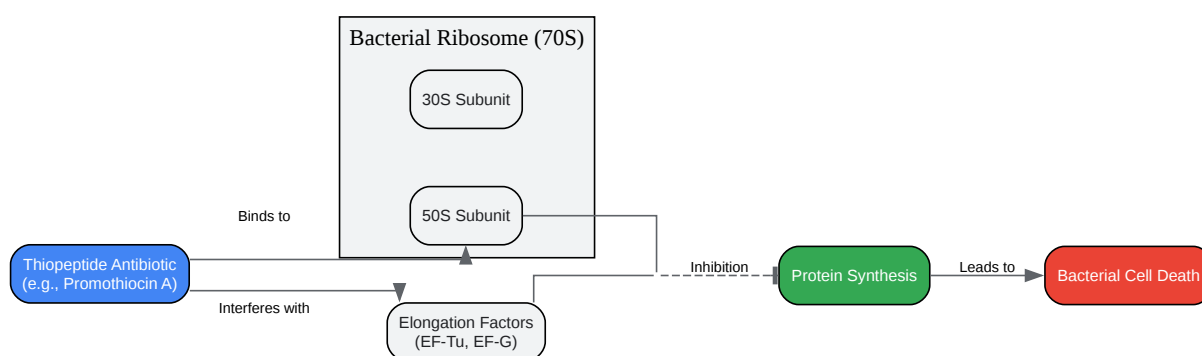 Bacterial Ribosome (70S)
30S Subunit
50S Subunit
Binds to
Thiopeptide Antibiotic
(e.g., Promothiocin A)
Interferes with
Elongation Factors
(EF-Tu, EF-G)
Inhibition
Protein Synthesis
Leads to
Bacterial Cell Death